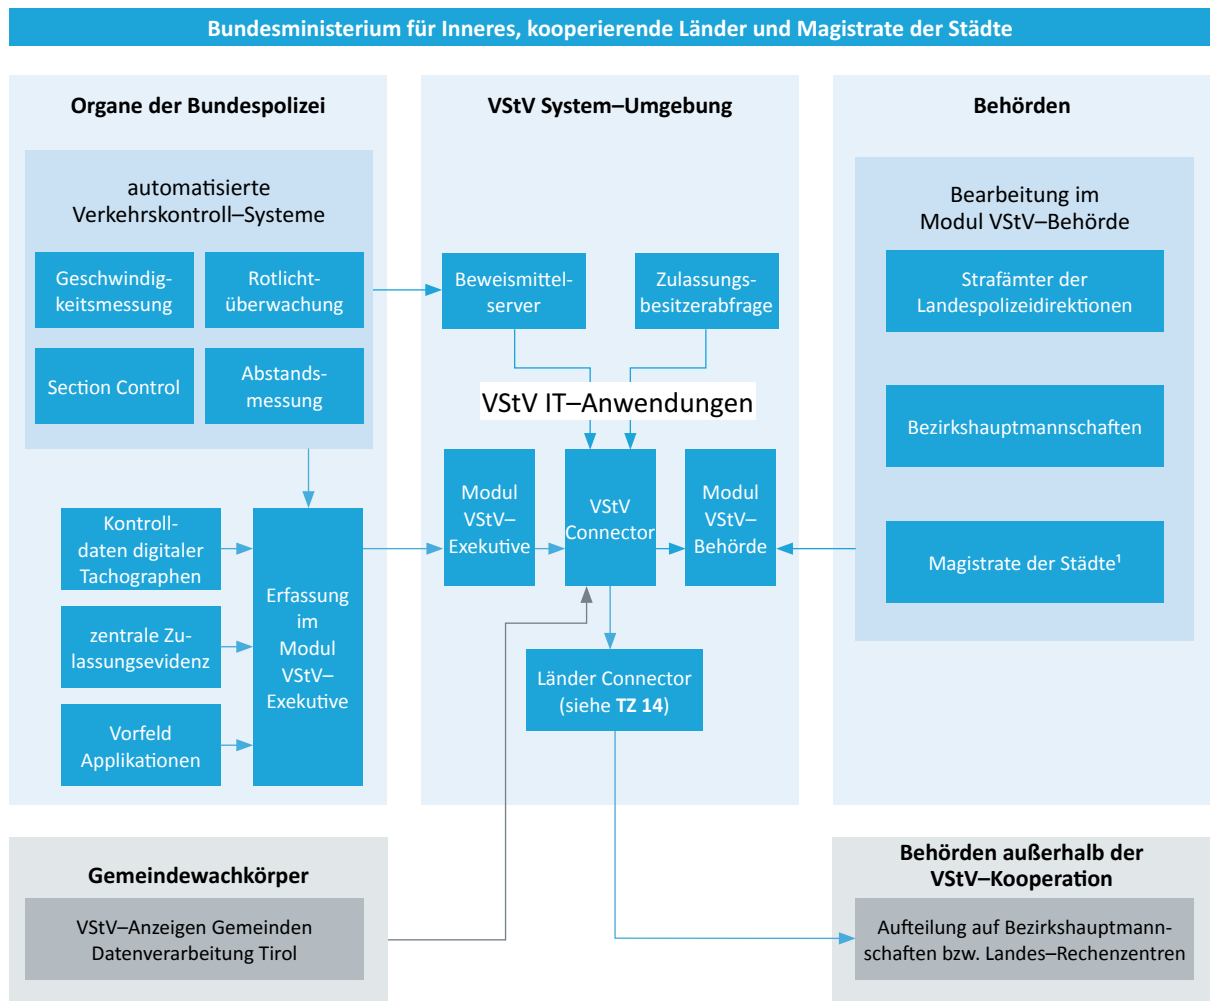 Bundesministerium für Inneres, kooperierende Länder und Magistrate der Städte
Organe der Bundespolizei
automatisierte
Verkehrskontroll–Systeme
Geschwindig-
keitsmessung
Rotlicht-
überwachung
Section Control
Abstands-
messung
Kontroll-
daten digitaler
Tachographen
zentrale Zu-
lassungsevidenz
Vorfeld
Applikationen
Erfassung
im
Modul
VStV–
Exekutive
VStV System–Umgebung
Beweismittel-
server
Zulassungs-
besitzerabfrage
VStV IT–Anwendungen
Modul
VStV–
Exekutive
VStV
Connector
Modul
VStV–
Behörde
Länder Connector
(siehe TZ 14)
Behörden
Bearbeitung im
Modul VStV–Behörde
Strafämter der
Landespolizeidirektionen
Bezirkshauptmannschaften
Magistrate der Städte¹
Gemeindewachkörper
VStV–Anzeigen Gemeinden
Datenverarbeitung Tirol
Behörden außerhalb der
VStV–Kooperation
Aufteilung auf Bezirkshauptmann-
schaften bzw. Landes–Rechenzentren